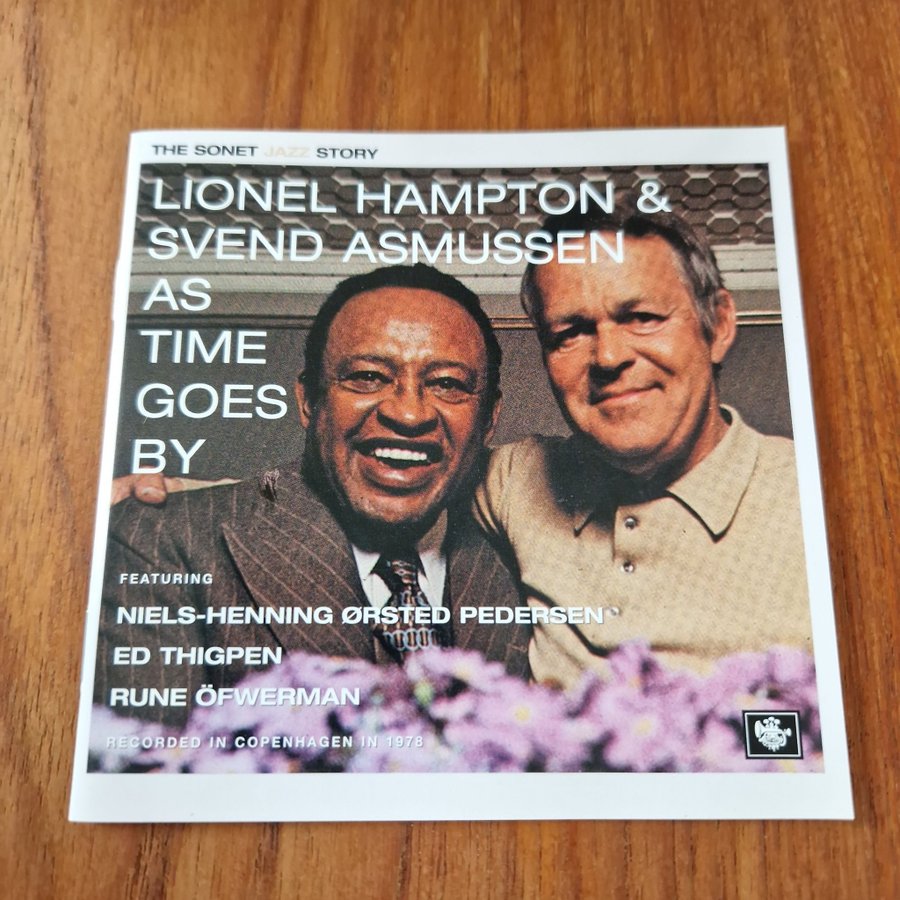 THE SONET JAZZ STORY
LIONEL HAMPTON &
SVEND ASMUSSEN
AS
TIME
GOES
BY
FEATURING
NIELS-HENNING ØRSTED PEDERSEN
ED THIGPEN
RUNE ÖFWERMAN
RECORDED IN COPENHAGEN IN 1978